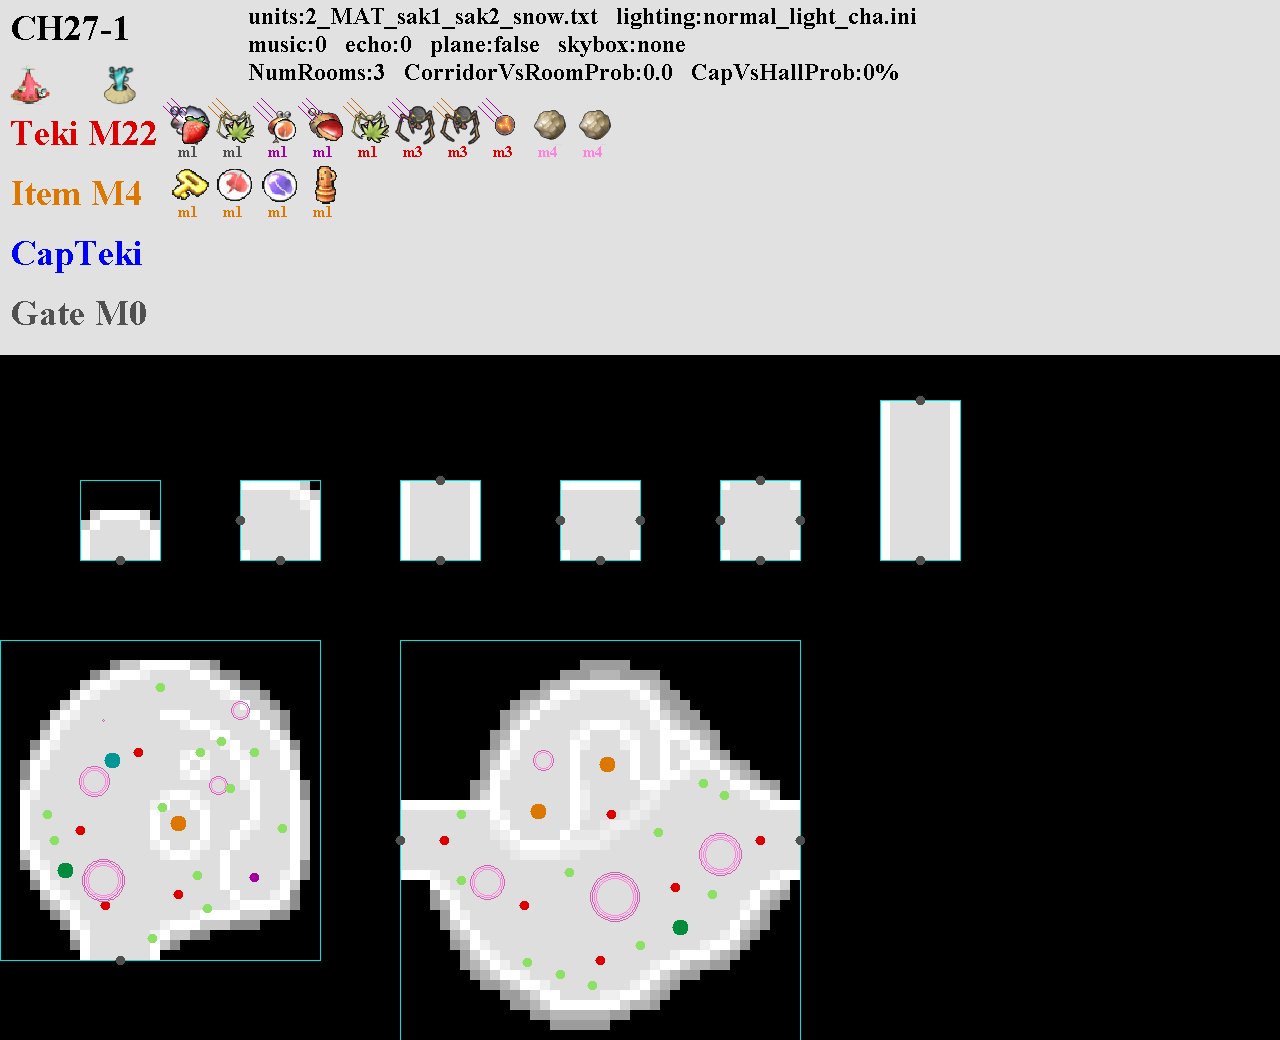 CH27-1
units:2_MAT_sak1_sak2_snow.txt lighting:normal_light_cha.ini
music:0 echo:0 plane:false skybox:none
NumRooms:3 CorridorVsRoomProb:0.0 CapVsHallProb:0%
Teki M22
m1 m1 m1 m1 m1 m3 m3 m3 m4 m4
Item M4
m1 m1 m1 m1
CapTeki
Gate M0